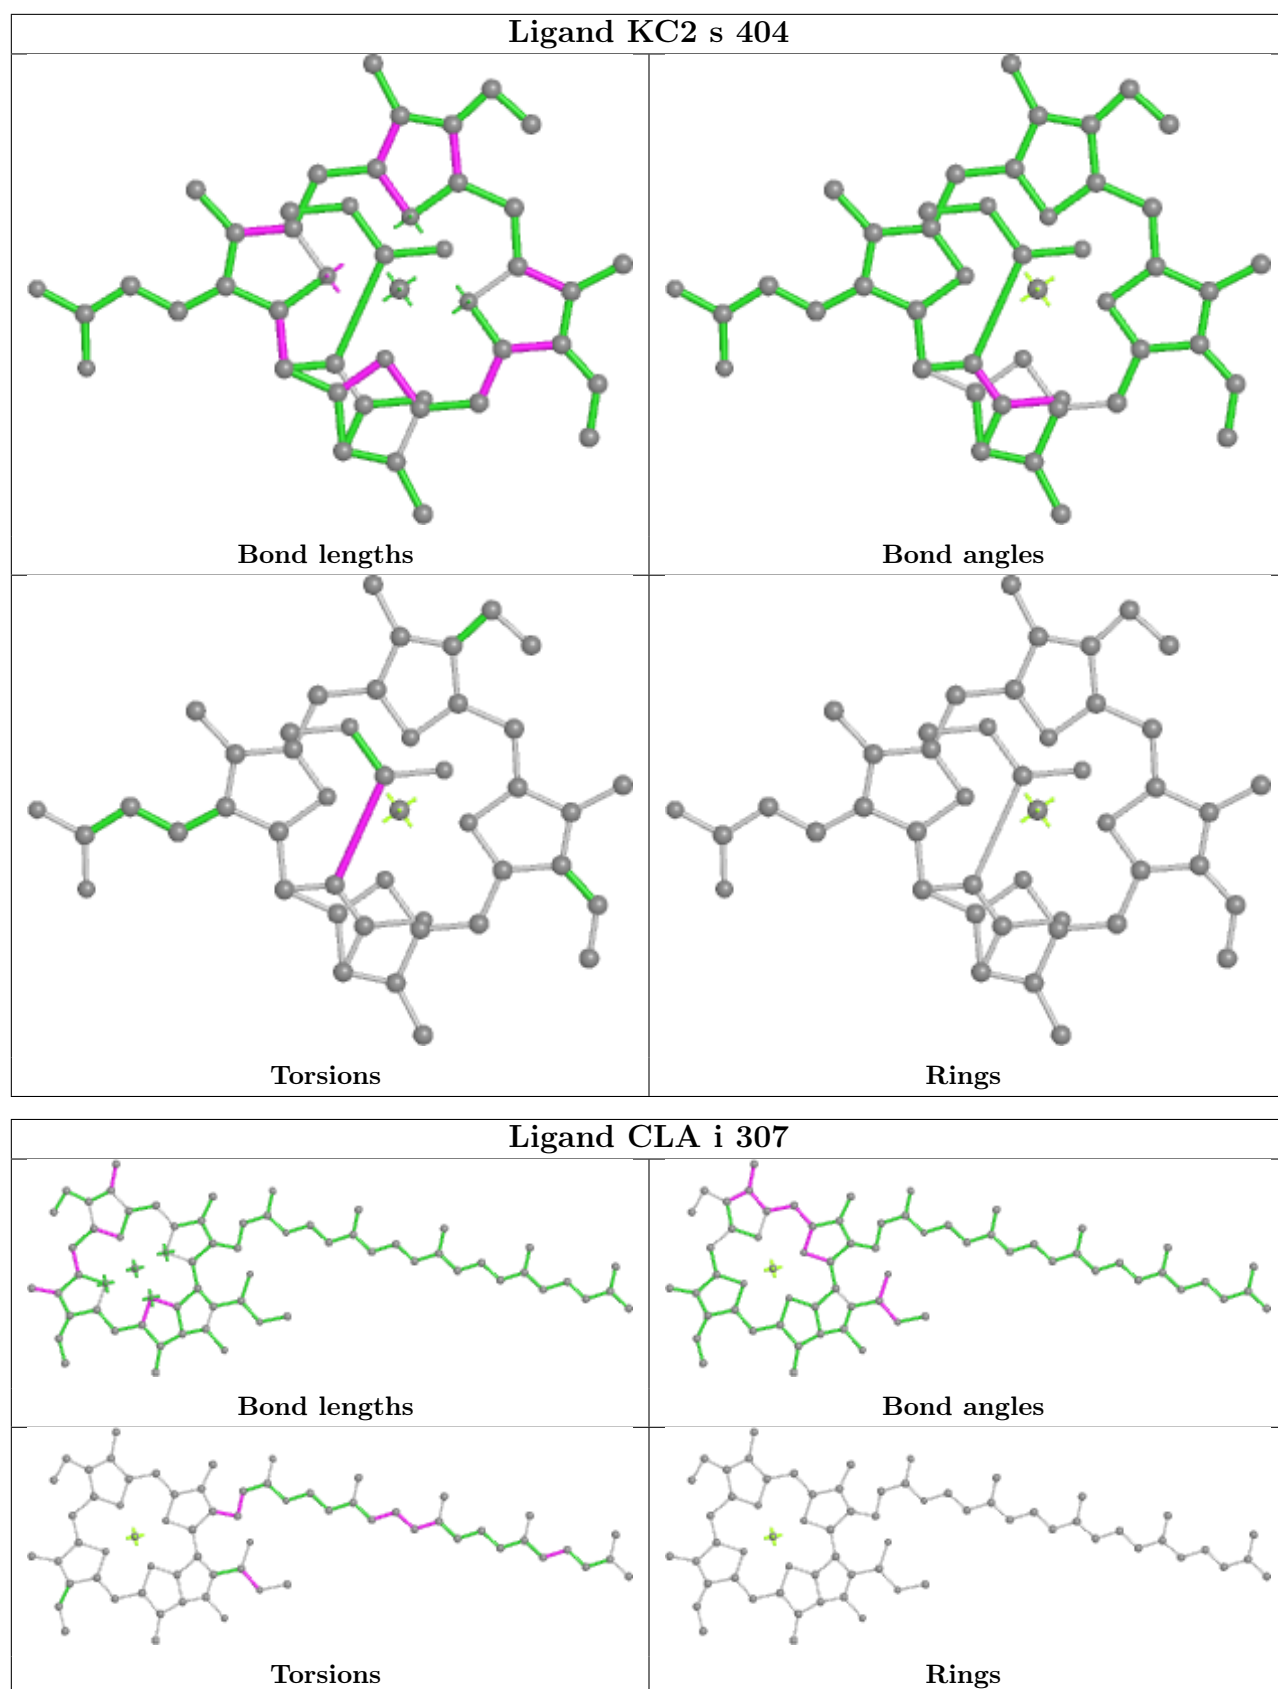 Ligand KC2 s 404
Bond lengths
Bond angles
Torsions
Rings
Ligand CLA i 307
Bond lengths
Bond angles
Torsions
Rings